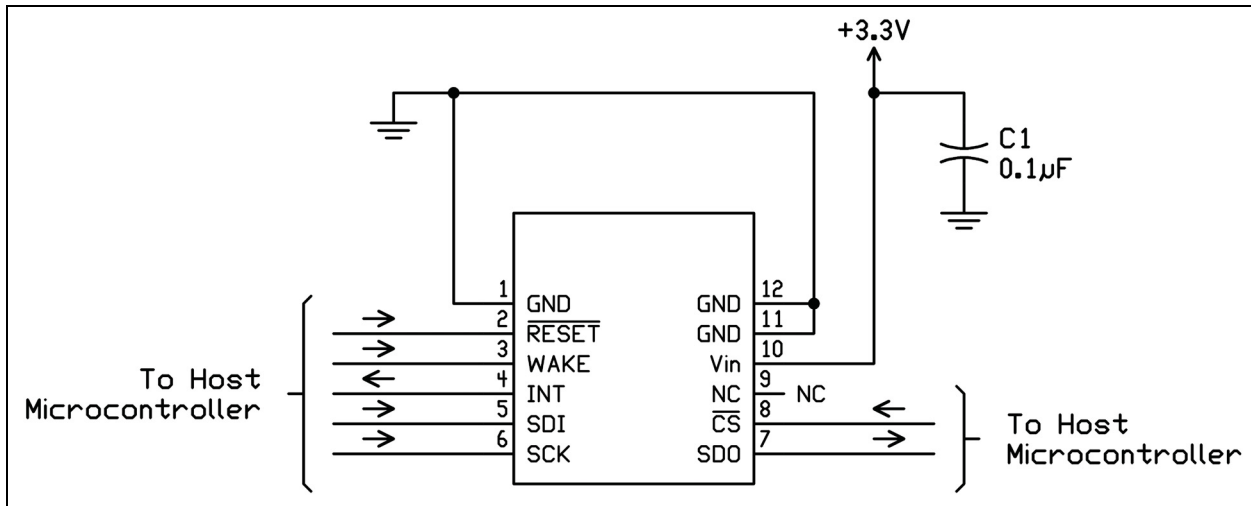 +3.3V
C1
0.1µF
1
GND
2
RESET
3
WAKE
4
INT
5
SDI
6
SCK
12
GND
11
GND
10
Vin
9
NC
NC
8
CS
7
SDO
To Host
Microcontroller
To Host
Microcontroller